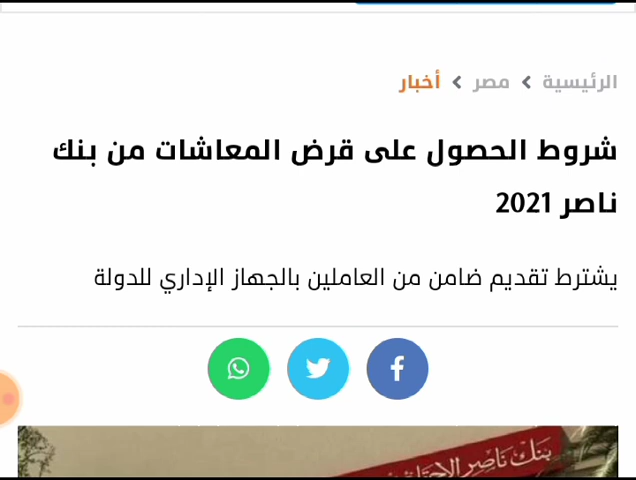 الرئيسية > مصر > أخبار
شروط الحصول على قرض المعاشات من بنك
ناصر 2021
يشترط تقديم ضامن من العاملين بالجهاز الإداري للدولة
بنك ناصر الاجتماعي